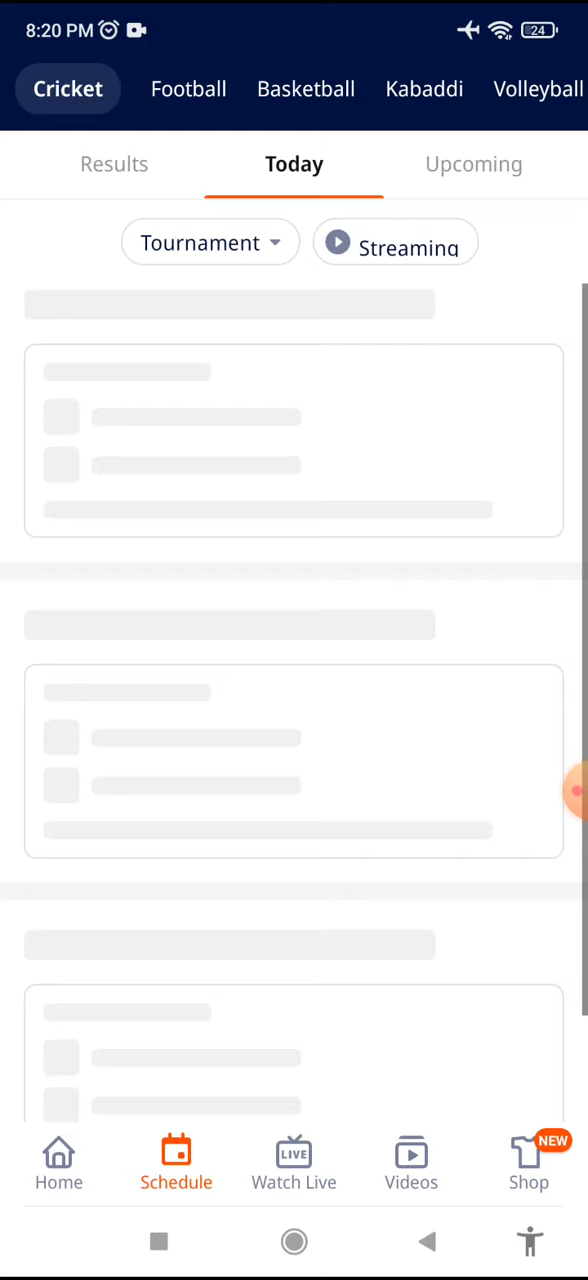 8:20 PM 24
Cricket Football Basketball Kabaddi Volleyball
Results Today Upcoming
Tournament Streaming
LIVE NEW
Home Schedule Watch Live Videos Shop